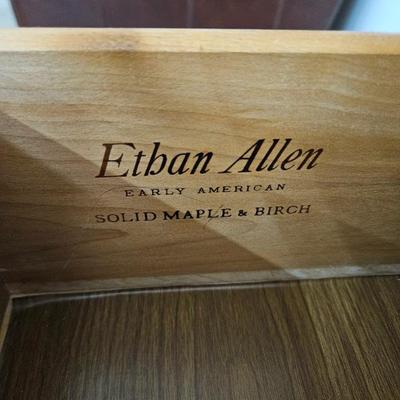 Ethan Allen
EARLY AMERICAN
SOLID MAPLE & BIRCH